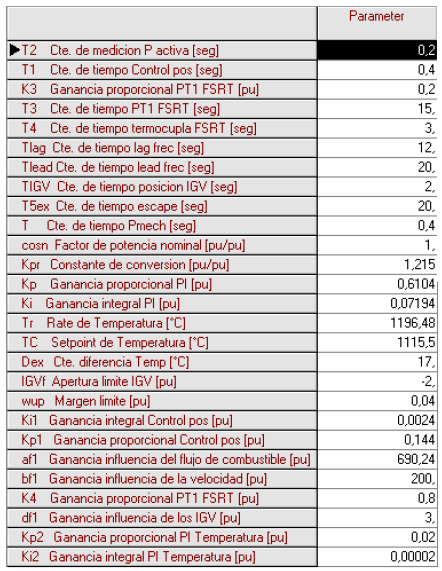 Parameter
T2 Cte. de medicion P activa [seg] 0,2
T1 Cte. de tiempo Control pos [seg] 0,4
K3 Ganancia proporcional PT1 FSRT [pu] 0,2
T3 Cte. de tiempo PT1 FSRT [seg] 15,
T4 Cte. de tiempo termocupla FSRT [seg] 3,
Tlag Cte. de tiempo lag frec [seg] 12,
Tlead Cte. de tiempo lead frec [seg] 20,
TIGV Cte. de tiempo posicion IGV [seg] 2,
T5ex Cte. de tiempo escape [seg] 20,
T Cte. de tiempo Pmech [seg] 0,4
cosn Factor de potencia nominal [pu/pu] 1,
Kpr Constante de conversion [pu/pu] 1,215
Kp Ganancia proporcional PI [pu] 0,6104
Ki Ganancia integral PI [pu] 0,07194
Tr Rate de Temperatura [°C] 1196,48
TC Setpoint de Temperatura [°C] 1115,5
Dex Cte. diferencia Temp [°C] 17,
IGVf Apertura limite IGV [pu] -2,
wup Margen limite [pu] 0,04
Ki1 Ganancia integral Control pos [pu] 0,0024
Kp1 Ganancia proporcional Control pos [pu] 0,144
af1 Ganancia influencia del flujo de combustible [pu] 690,24
bf1 Ganancia influencia de la velocidad [pu] 200,
K4 Ganancia proporcional PT1 FSRT [pu] 0,8
df1 Ganancia influencia de los IGV [pu] 3,
Kp2 Ganancia proporcional PI Temperatura [pu] 0,02
Ki2 Ganancia integral PI Temperatura [pu] 0,00002